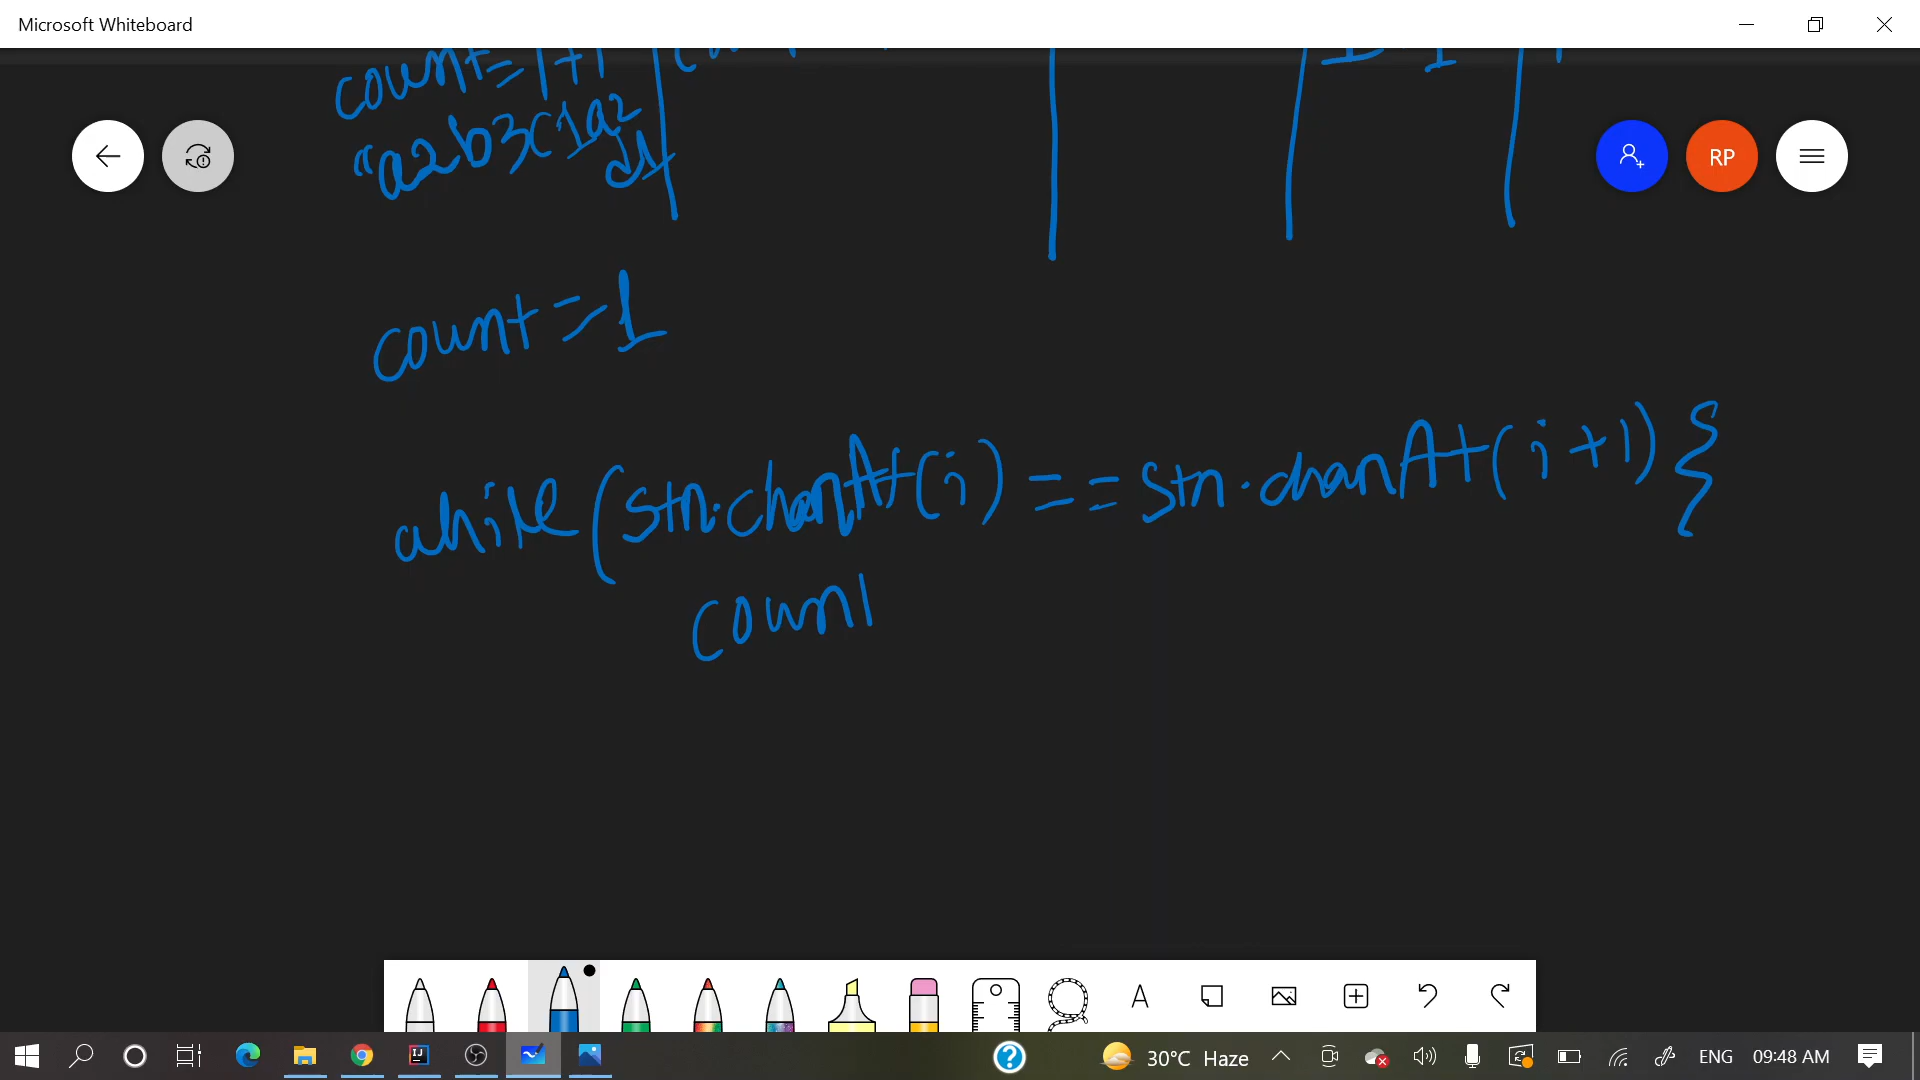 Microsoft Whiteboard
count=1+1
"a2b3c1a2
d1
RP
count=1
while(str.charAt(i)==str.charAt(i+1){
count
30°C Haze ENG 09:48 AM